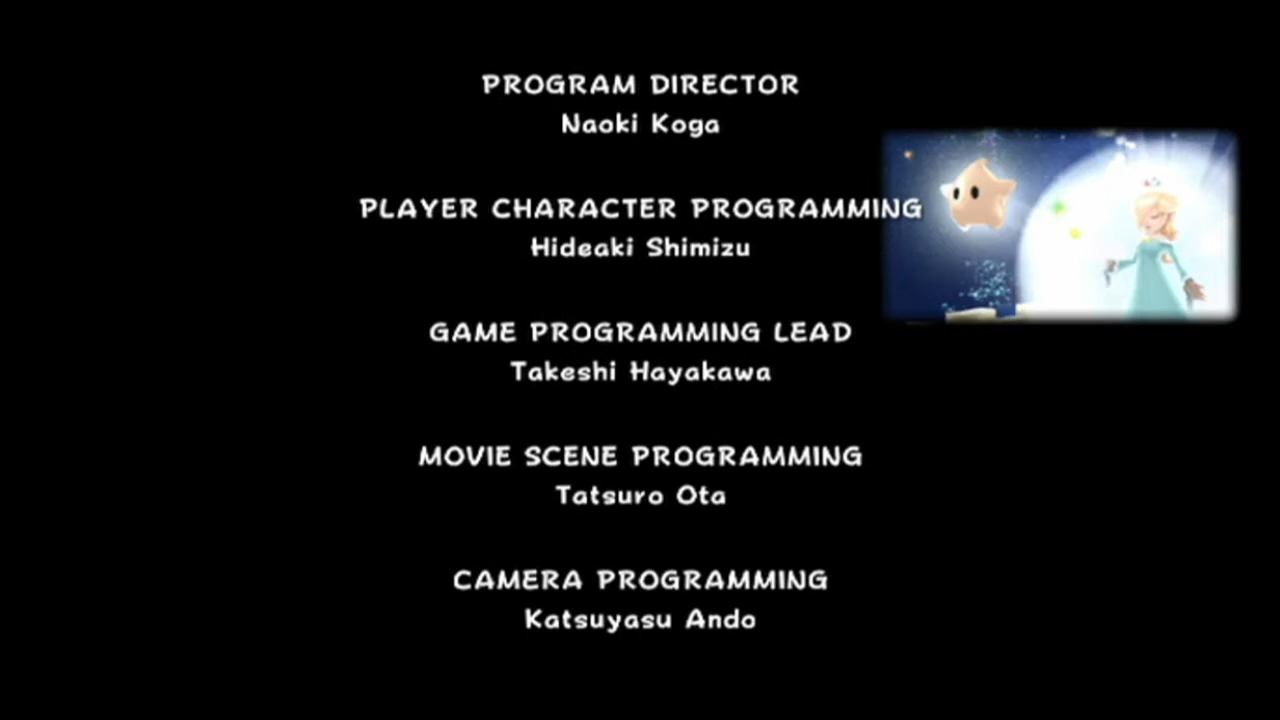 PROGRAM DIRECTOR
Naoki Koga
PLAYER CHARACTER PROGRAMMING
Hideaki Shimizu
GAME PROGRAMMING LEAD
Takeshi Hayakawa
MOVIE SCENE PROGRAMMING
Tatsuro Ota
CAMERA PROGRAMMING
Katsuyasu Ando